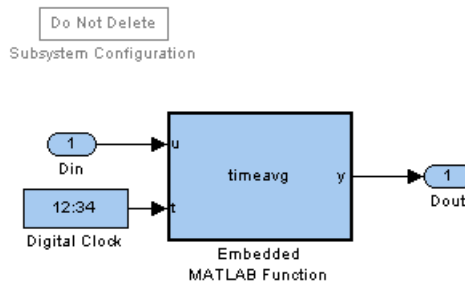 Do Not Delete
Subsystem Configuration
1
Din
u
timeavg
y
1
Dout
12:34
t
Digital Clock
Embedded
MATLAB Function